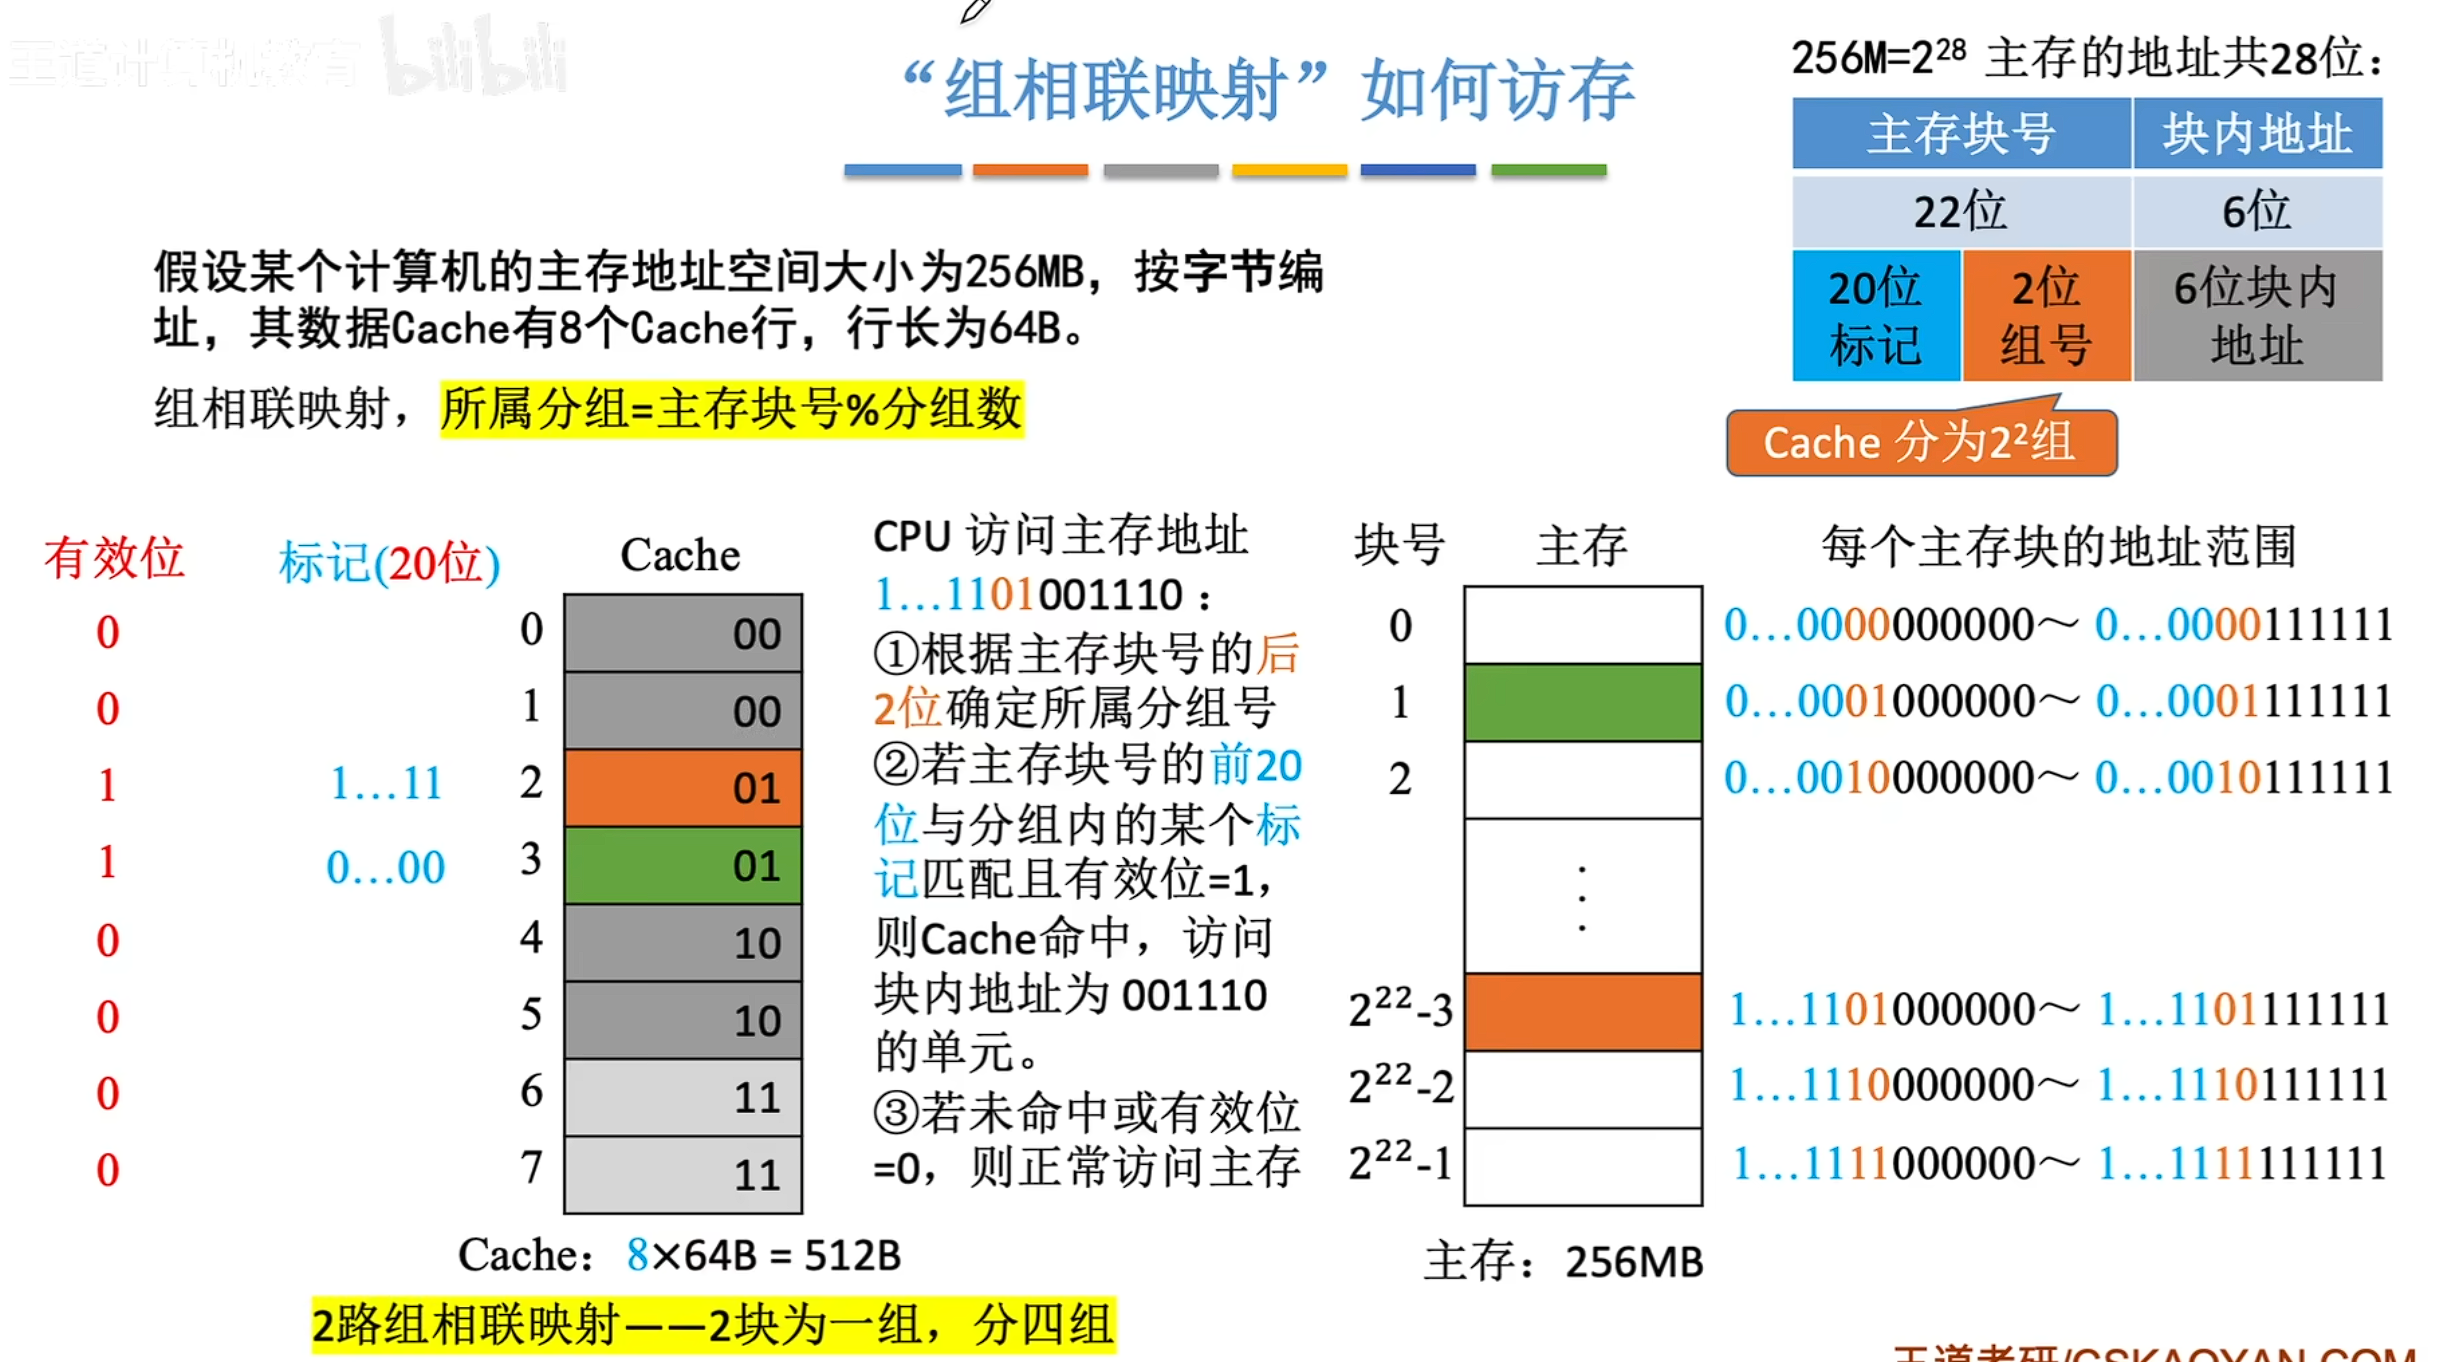 王道计算机教育 bilibili
“组相联映射”如何访存
256M=2²⁸ 主存的地址共28位：
主存块号 块内地址
22位 6位
20位标记 2位组号 6位块内地址
Cache 分为2²组
假设某个计算机的主存地址空间大小为256MB，按字节编
址，其数据Cache有8个Cache行，行长为64B。
组相联映射，所属分组=主存块号%分组数
有效位 标记(20位) Cache
0 0 00
0 1 00
1 1…11 2 01
1 0…00 3 01
0 4 10
0 5 10
0 6 11
0 7 11
Cache：8×64B = 512B
2路组相联映射——2块为一组，分四组
CPU 访问主存地址
1…1101001110：
①根据主存块号的后
2位确定所属分组号
②若主存块号的前20
位与分组内的某个标
记匹配且有效位=1，
则Cache命中，访问
块内地址为 001110
的单元。
③若未命中或有效位
=0，则正常访问主存
块号 主存 每个主存块的地址范围
0 0…0000000000～ 0…0000111111
1 0…0001000000～ 0…0001111111
2 0…0010000000～ 0…0010111111
⋮
2²²-3 1…1101000000～ 1…1101111111
2²²-2 1…1110000000～ 1…1110111111
2²²-1 1…1111000000～ 1…1111111111
主存：256MB
王道考研/CSKAOYAN.COM